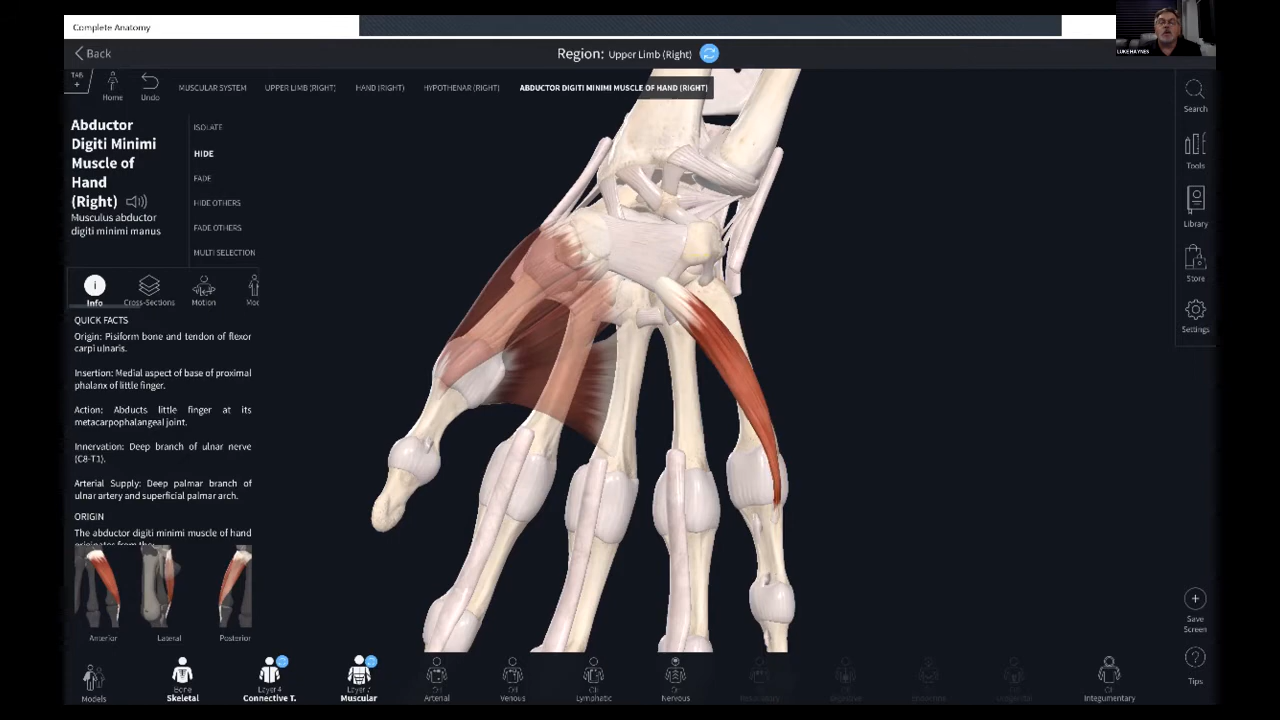 Complete Anatomy
LUKE HAYNES
Back
Region: Upper Limb (Right)
TAB
+
Home
Undo
MUSCULAR SYSTEM
UPPER LIMB (RIGHT)
HAND (RIGHT)
HYPOTHENAR (RIGHT)
ABDUCTOR DIGITI MINIMI MUSCLE OF HAND (RIGHT)
Abductor
Digiti Minimi
Muscle of
Hand
(Right)
Musculus abductor
digiti minimi manus
ISOLATE
HIDE
FADE
HIDE OTHERS
FADE OTHERS
MULTI SELECTION
Info
Cross-Sections
Motion
QUICK FACTS
Origin: Pisiform bone and tendon of flexor
carpi ulnaris.
Insertion: Medial aspect of base of proximal
phalanx of little finger.
Action: Abducts little finger at its
metacarpophalangeal joint.
Innervation: Deep branch of ulnar nerve
(C8-T1).
Arterial Supply: Deep palmar branch of
ulnar artery and superficial palmar arch.
ORIGIN
The abductor digiti minimi muscle of hand
Anterior
Lateral
Posterior
Search
Tools
Library
Store
Settings
+
Save
Screen
?
Tips
Models
Bone
Skeletal
Layer 4
Connective T.
Muscular
Arterial
Venous
Lymphatic
Nervous
Integumentary